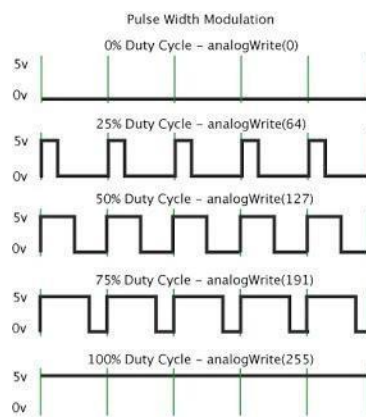 Pulse Width Modulation
0% Duty Cycle – analogWrite(0)
5v
0v
25% Duty Cycle – analogWrite(64)
5v
0v
50% Duty Cycle – analogWrite(127)
5v
0v
75% Duty Cycle – analogWrite(191)
5v
0v
100% Duty Cycle – analogWrite(255)
5v
0v